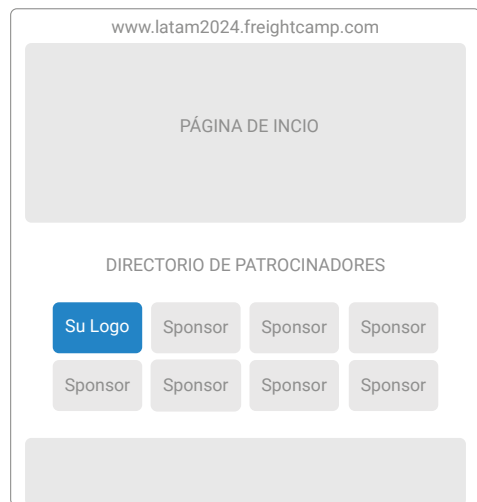 www.latam2024.freightcamp.com
PÁGINA DE INCIO
DIRECTORIO DE PATROCINADORES
Su Logo Sponsor Sponsor Sponsor
Sponsor Sponsor Sponsor Sponsor